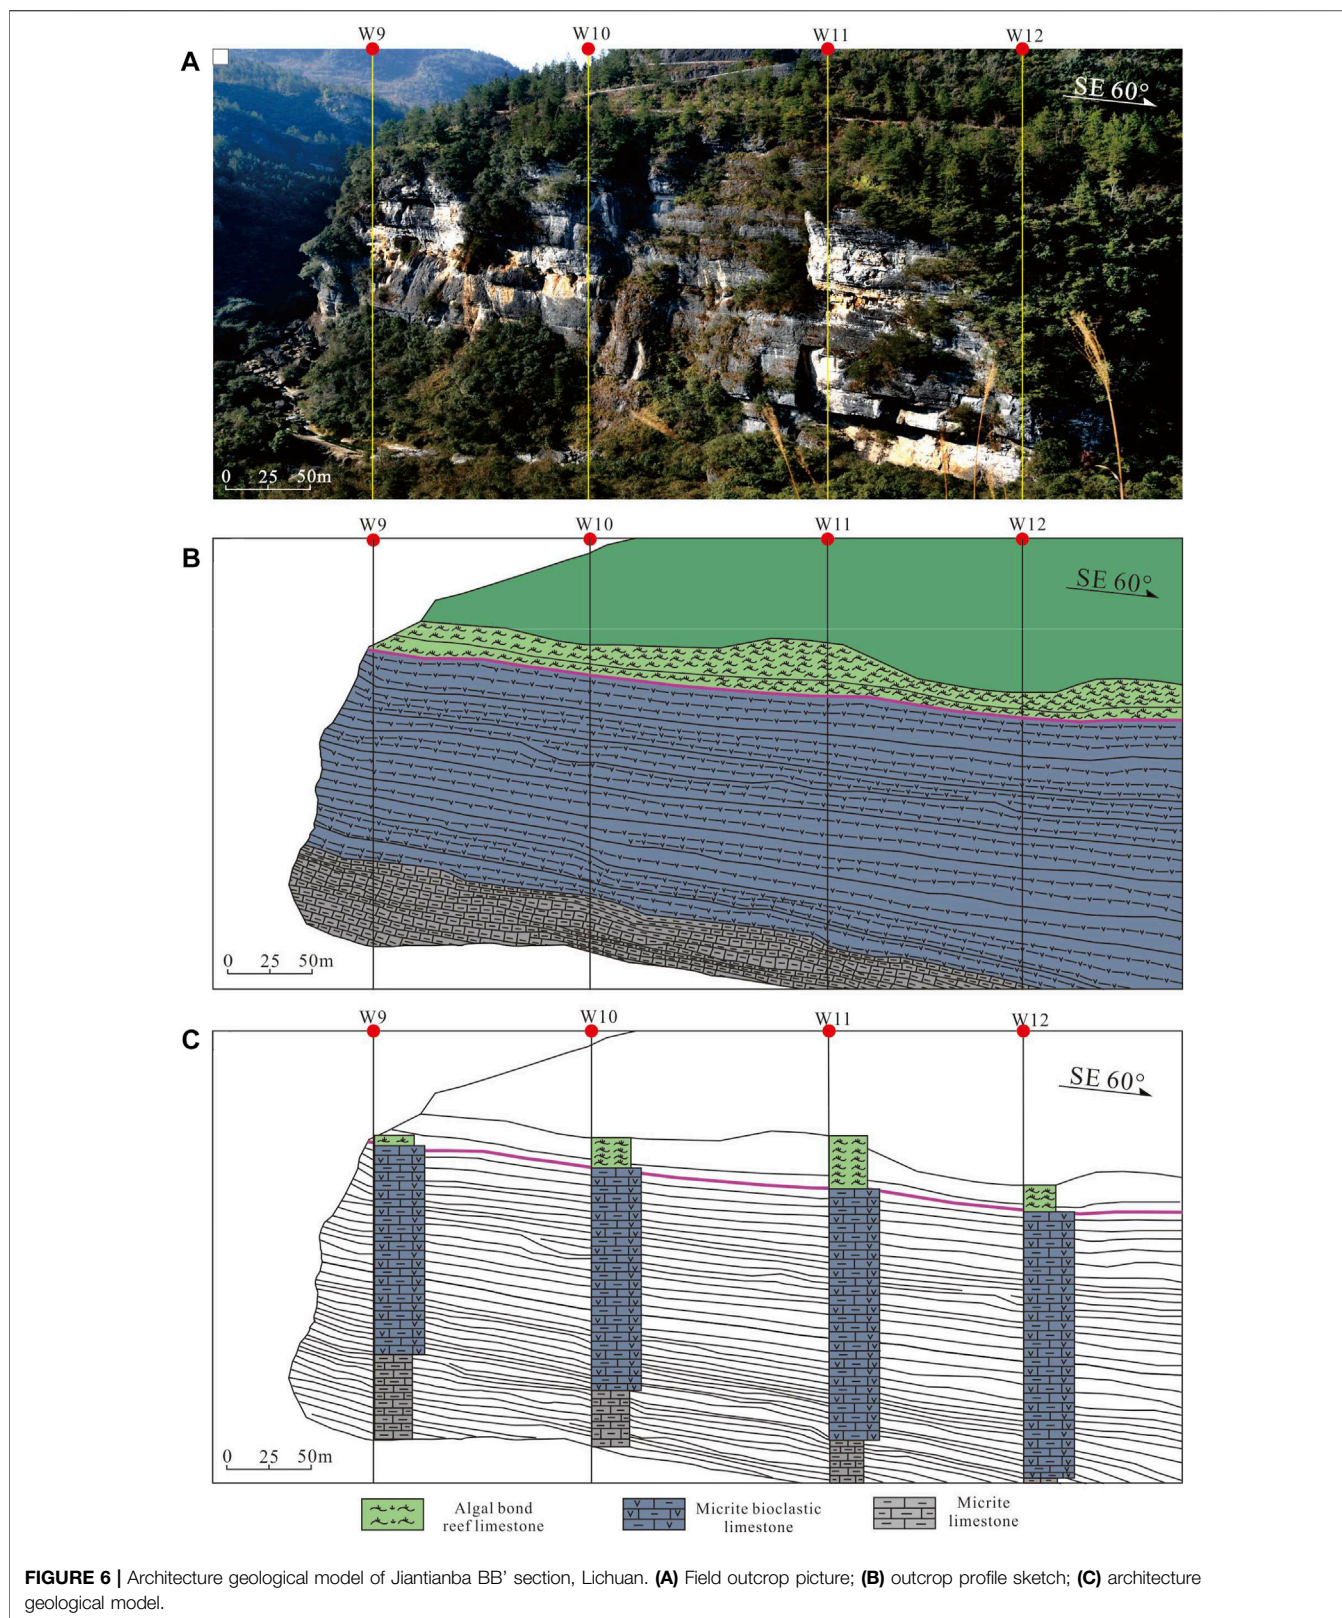 W9 W10 W11 W12
A
SE 60°
0 25 50m
W9 W10 W11 W12
B
SE 60°
0 25 50m
W9 W10 W11 W12
C
SE 60°
0 25 50m
Algal bond
reef limestone
Micrite bioclastic
limestone
Micrite
limestone
FIGURE 6 | Architecture geological model of Jiantianba BB’ section, Lichuan. (A) Field outcrop picture; (B) outcrop profile sketch; (C) architecture
geological model.